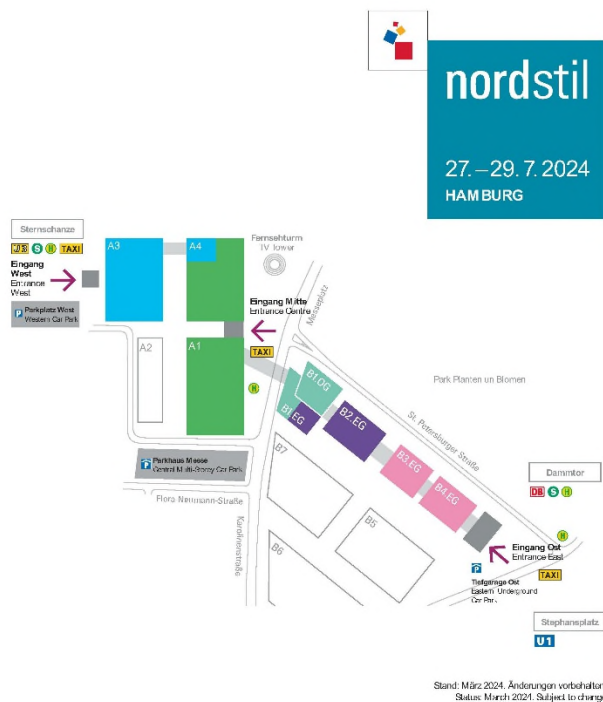 nordstil
27. – 29. 7. 2024
HAMBURG
Sternschanze
U3 S H TAXI
Eingang
West
Entrance
West
P Parkplatz West
Western Car Park
A3
A4
Fernsehturm
TV Tower
Eingang Mitte
Entrance Centre
TAXI
Messeplatz
A2
A1
H
B1.OG
B1.EG
B2.EG
B3.EG
B4.EG
Park Planten un Blomen
St. Petersburger Straße
P Parkhaus Messe
Central Multi-Storey Car Park
Flora-Neumann-Straße
Karolinenstraße
B7
B5
B6
Dammtor
DB S H
H
Eingang Ost
Entrance East
TAXI
P
Tiefgarage Ost
Eastern Underground
Car Park
Stephansplatz
U1
Stand: März 2024. Änderungen vorbehalten
Status: March 2024. Subject to change